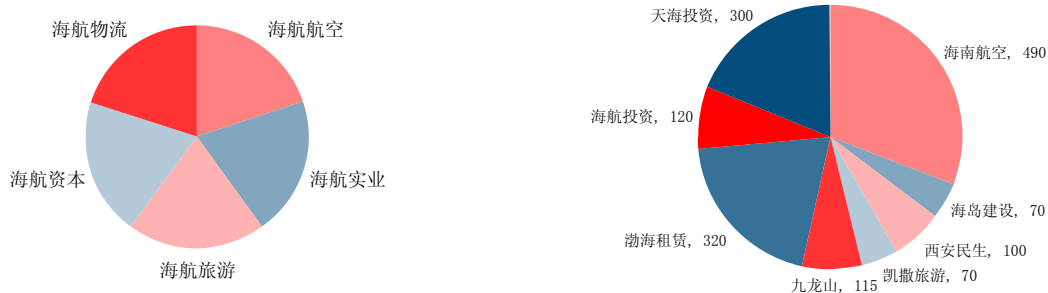 海航物流
海航航空
海航资本
海航实业
海航旅游
天海投资，300
海南航空，490
海航投资，120
海岛建设，70
渤海租赁，320
西安民生，100
凯撒旅游，70
九龙山，115